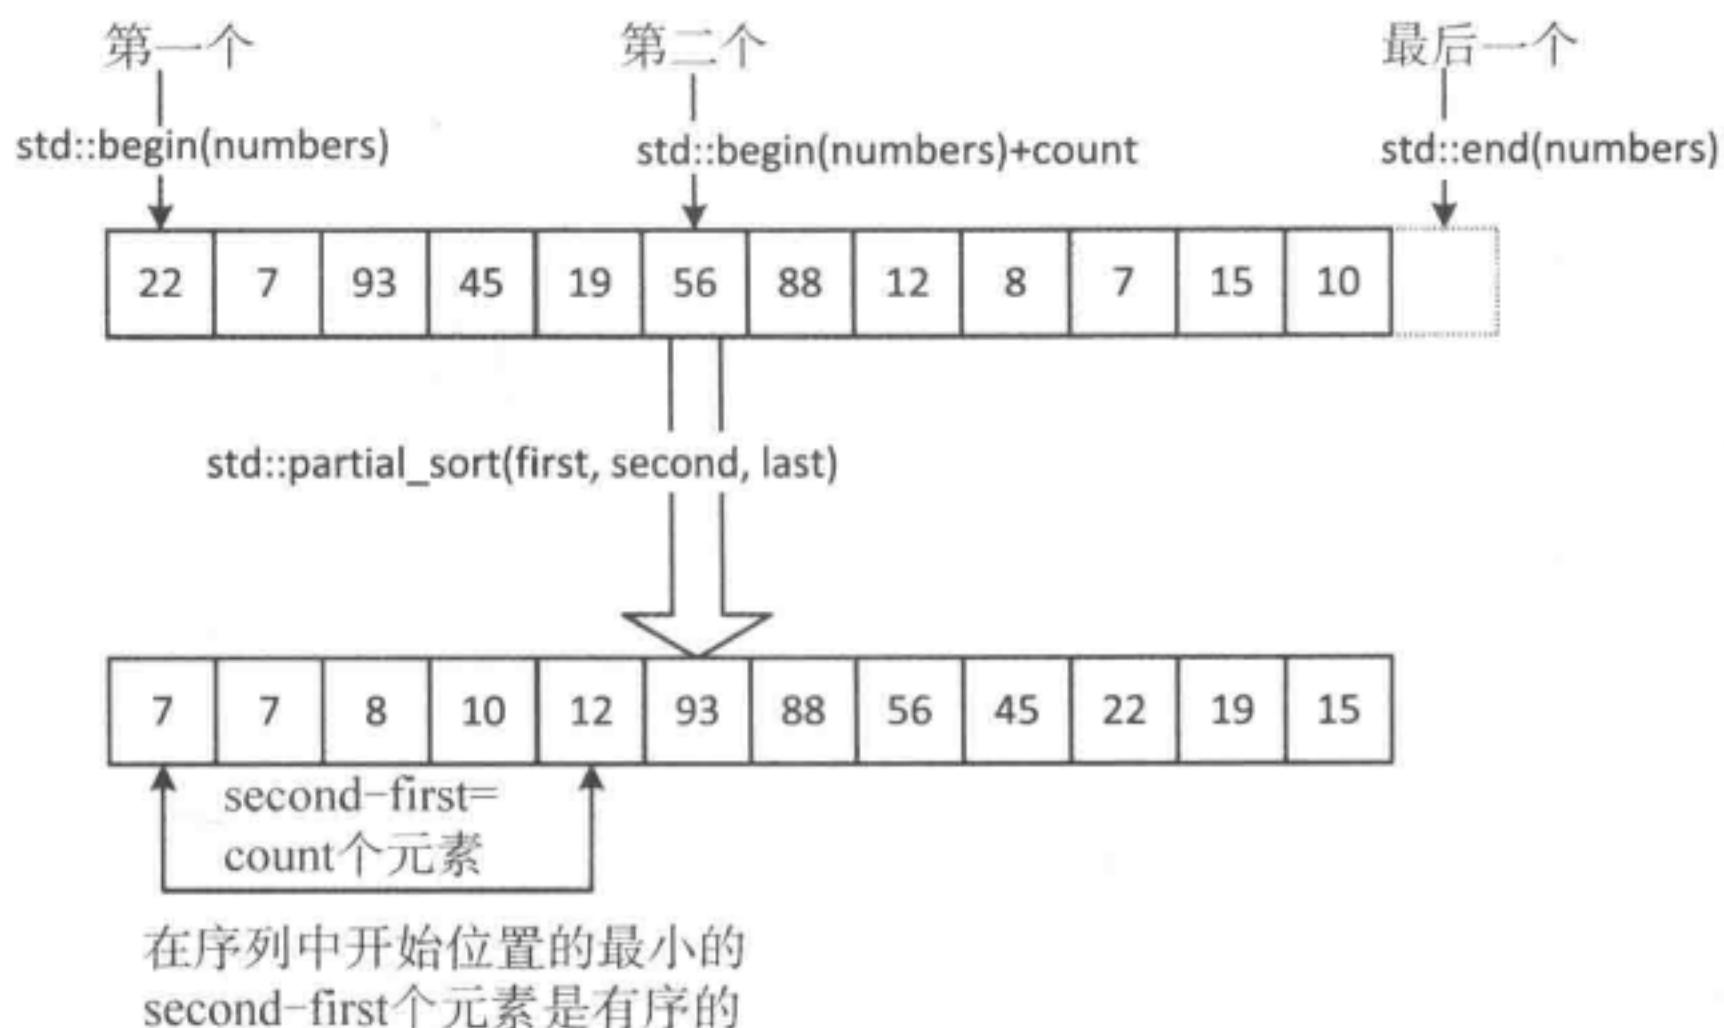 第一个 第二个 最后一个
std::begin(numbers) std::begin(numbers)+count std::end(numbers)
22 7 93 45 19 56 88 12 8 7 15 10
std::partial_sort(first, second, last)
7 7 8 10 12 93 88 56 45 22 19 15
second-first=
count个元素
在序列中开始位置的最小的
second-first个元素是有序的